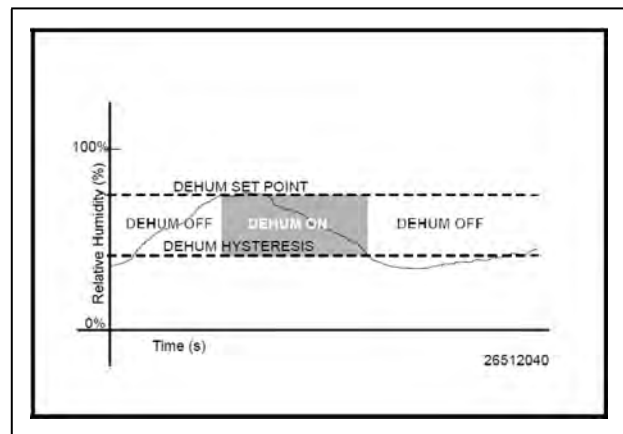 100%
Relative Humidity (%)
DEHUM SET POINT
DEHUM OFF
DEHUM ON
DEHUM OFF
DEHUM HYSTERESIS
0%
Time (s)
26512040